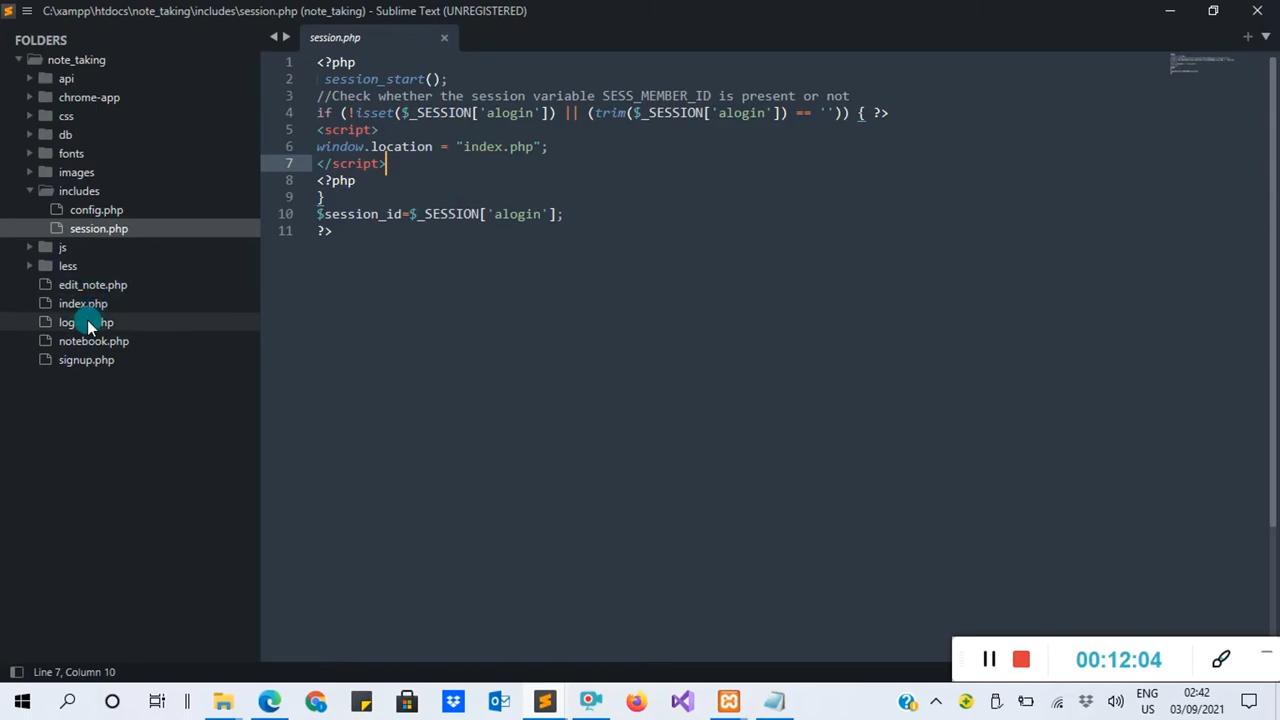 C:\xampp\htdocs\note_taking\includes\session.php (note_taking) - Sublime Text (UNREGISTERED)
FOLDERS
note_taking
api
chrome-app
css
db
fonts
images
includes
config.php
session.php
js
less
edit_note.php
index.php
notebook.php
signup.php
session.php
1 <?php
2 session_start();
3 //Check whether the session variable SESS_MEMBER_ID is present or not
4 if (!isset($_SESSION['alogin']) || (trim($_SESSION['alogin']) == '')) { ?>
5 <script>
6 window.location = "index.php";
7 </script>
8 <?php
9 }
10 $session_id=$_SESSION['alogin'];
11 ?>
Line 7, Column 10
00:12:04
ENG
US
02:42
03/09/2021